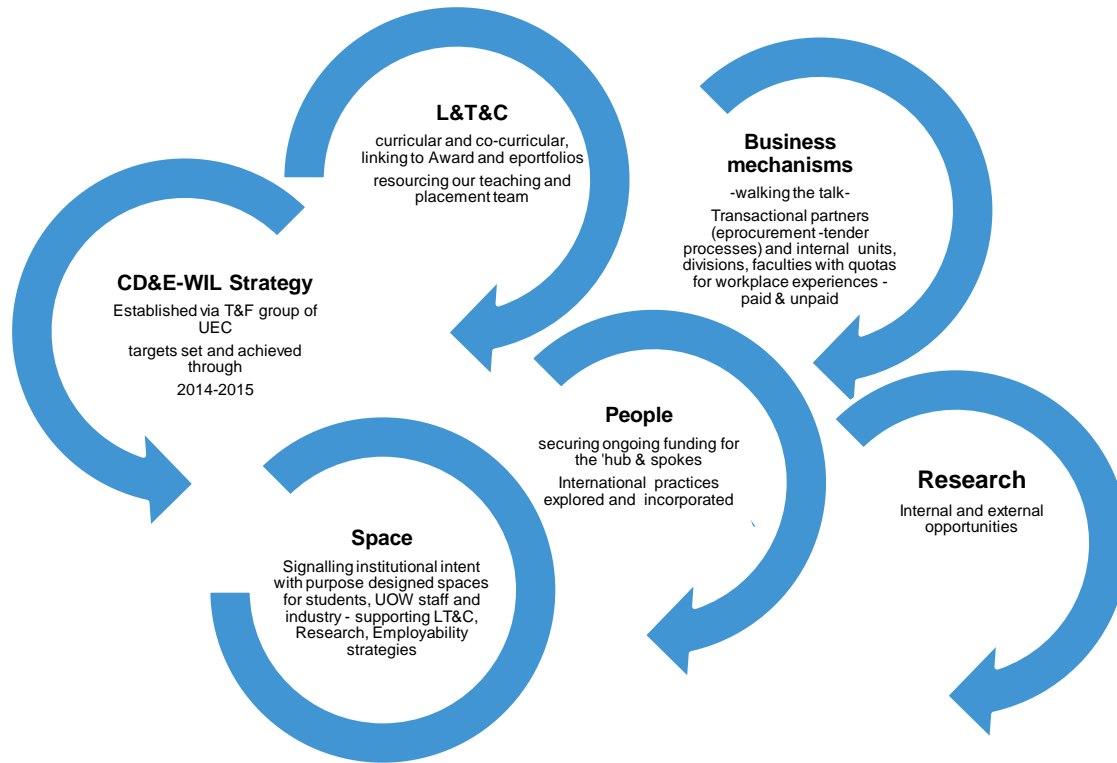 L&T&C
curricular and co-curricular,
linking to Award and eportfolios
resourcing our teaching and
placement team
Business
mechanisms
-walking the talk-
Transactional partners
(eprocurement -tender
processes) and internal units,
divisions, faculties with quotas
for workplace experiences -
paid & unpaid
CD&E-WIL Strategy
Established via T&F group of
UEC
targets set and achieved
through
2014-2015
People
securing ongoing funding for
the 'hub & spokes
International practices
explored and incorporated
Research
Internal and external
opportunities
Space
Signalling institutional intent
with purpose designed spaces
for students, UOW staff and
industry - supporting LT&C,
Research, Employability
strategies